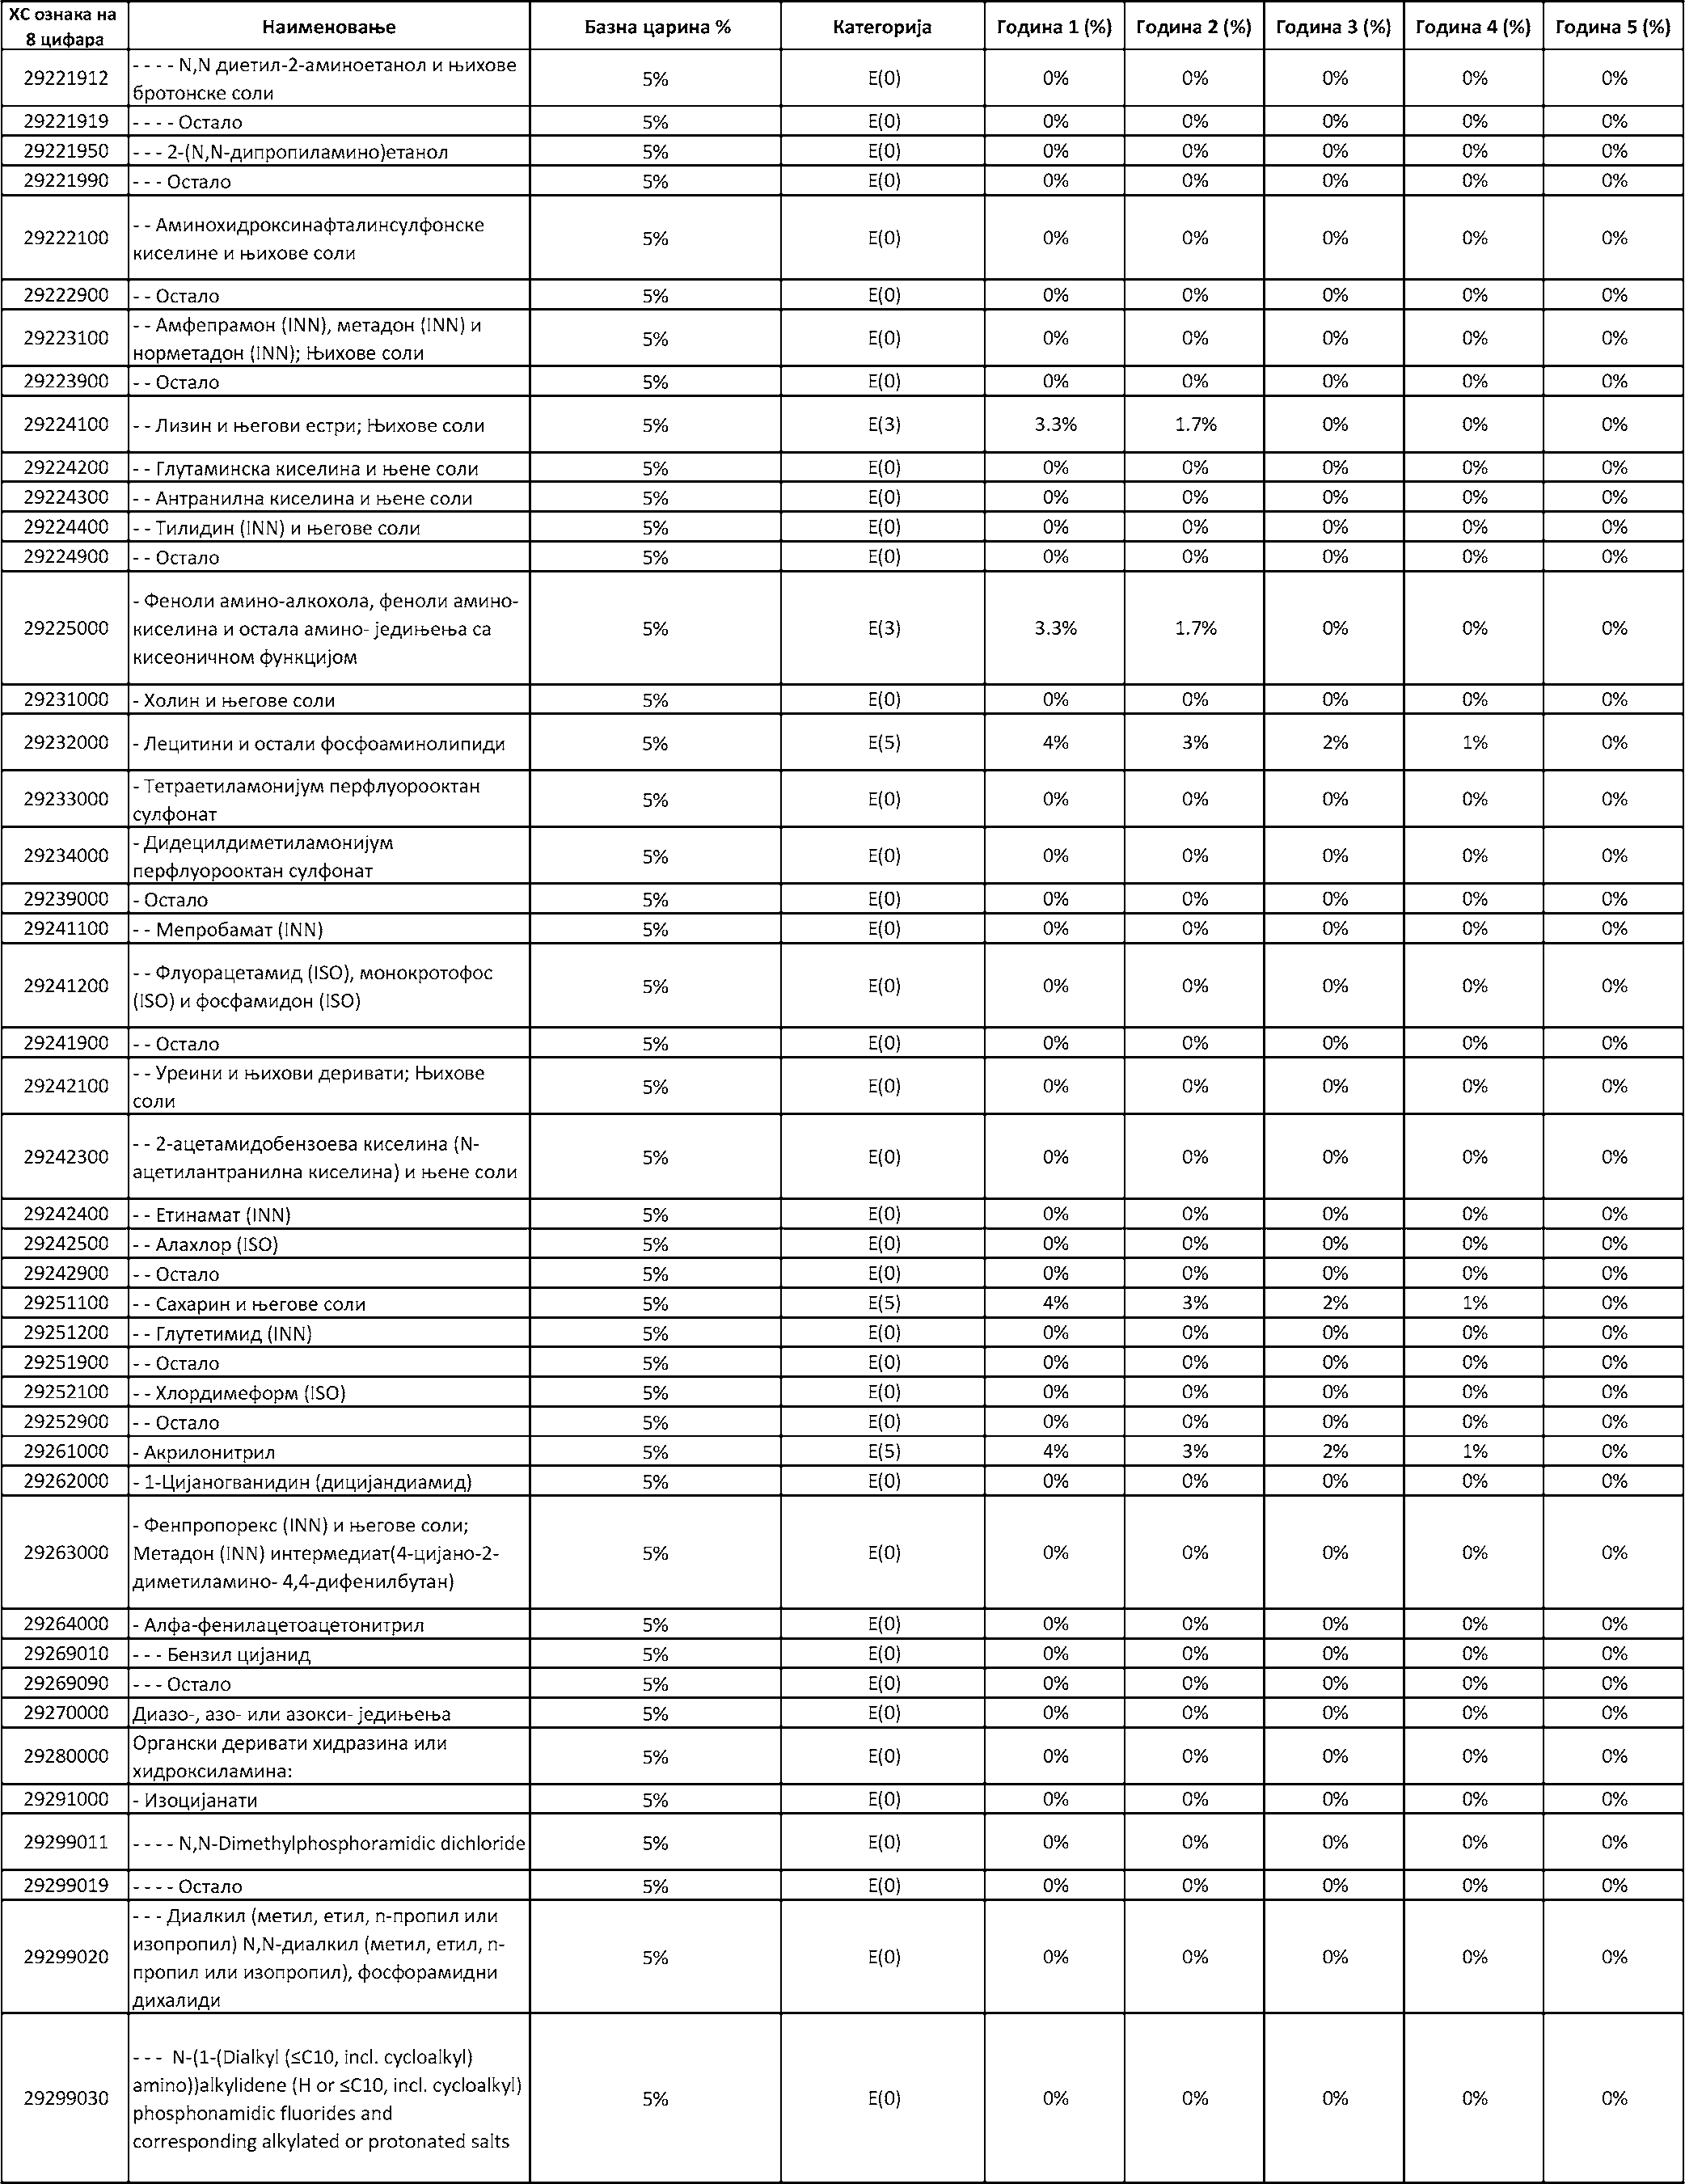 ХС ознака на 8 цифара Наименовање Базна царина % Категорија Година 1 (%) Година 2 (%) Година 3 (%) Година 4 (%) Година 5 (%)
29221912 - - - - N,N диетил-2-аминоетанол и њихове бротонске соли 5% E(0) 0% 0% 0% 0% 0%
29221919 - - - - Остало 5% E(0) 0% 0% 0% 0% 0%
29221950 - - - 2-(N,N-дипропиламино)етанол 5% E(0) 0% 0% 0% 0% 0%
29221990 - - - Остало 5% E(0) 0% 0% 0% 0% 0%
29222100 - - Аминохидроксинафталинсулфонске киселине и њихове соли 5% E(0) 0% 0% 0% 0% 0%
29222900 - - Остало 5% E(0) 0% 0% 0% 0% 0%
29223100 - - Амфепрамон (INN), метадон (INN) и норметадон (INN); Њихове соли 5% E(0) 0% 0% 0% 0% 0%
29223900 - - Остало 5% E(0) 0% 0% 0% 0% 0%
29224100 - - Лизин и његови естри; Њихове соли 5% E(3) 3.3% 1.7% 0% 0% 0%
29224200 - - Глутаминска киселина и њене соли 5% E(0) 0% 0% 0% 0% 0%
29224300 - - Антранилна киселина и њене соли 5% E(0) 0% 0% 0% 0% 0%
29224400 - - Тилидин (INN) и његове соли 5% E(0) 0% 0% 0% 0% 0%
29224900 - - Остало 5% E(0) 0% 0% 0% 0% 0%
29225000 - Феноли амино-алкохола, феноли амино-киселина и остала амино- једињења са кисеоничном функцијом 5% E(3) 3.3% 1.7% 0% 0% 0%
29231000 - Холин и његове соли 5% E(0) 0% 0% 0% 0% 0%
29232000 - Лецитини и остали фосфоаминолипиди 5% E(5) 4% 3% 2% 1% 0%
29233000 - Тетраетиламонијум перфлуорооктан сулфонат 5% E(0) 0% 0% 0% 0% 0%
29234000 - Дидецилдиметиламонијум перфлуорооктан сулфонат 5% E(0) 0% 0% 0% 0% 0%
29239000 - Остало 5% E(0) 0% 0% 0% 0% 0%
29241100 - - Мепробамат (INN) 5% E(0) 0% 0% 0% 0% 0%
29241200 - - Флуорацетамид (ISO), монокротофос (ISO) и фосфамидон (ISO) 5% E(0) 0% 0% 0% 0% 0%
29241900 - - Остало 5% E(0) 0% 0% 0% 0% 0%
29242100 - - Уреини и њихови деривати; Њихове соли 5% E(0) 0% 0% 0% 0% 0%
29242300 - - 2-ацетамидобензоева киселина (N-ацетилантранилна киселина) и њене соли 5% E(0) 0% 0% 0% 0% 0%
29242400 - - Етинамат (INN) 5% E(0) 0% 0% 0% 0% 0%
29242500 - - Алахлор (ISO) 5% E(0) 0% 0% 0% 0% 0%
29242900 - - Остало 5% E(0) 0% 0% 0% 0% 0%
29251100 - - Сахарин и његове соли 5% E(5) 4% 3% 2% 1% 0%
29251200 - - Глутетимид (INN) 5% E(0) 0% 0% 0% 0% 0%
29251900 - - Остало 5% E(0) 0% 0% 0% 0% 0%
29252100 - - Хлордимеформ (ISO) 5% E(0) 0% 0% 0% 0% 0%
29252900 - - Остало 5% E(0) 0% 0% 0% 0% 0%
29261000 - Акрилонитрил 5% E(5) 4% 3% 2% 1% 0%
29262000 - 1-Цијаногванидин (дицијандиамид) 5% E(0) 0% 0% 0% 0% 0%
29263000 - Фенпропорекс (INN) и његове соли; Метадон (INN) интермедиат(4-цијано-2-диметиламино- 4,4-дифенилбутан) 5% E(0) 0% 0% 0% 0% 0%
29264000 - Алфа-фенилацетоацетонитрил 5% E(0) 0% 0% 0% 0% 0%
29269010 - - - Бензил цијанид 5% E(0) 0% 0% 0% 0% 0%
29269090 - - - Остало 5% E(0) 0% 0% 0% 0% 0%
29270000 Диазо-, азо- или азокси- једињења 5% E(0) 0% 0% 0% 0% 0%
29280000 Органски деривати хидразина или хидроксиламина: 5% E(0) 0% 0% 0% 0% 0%
29291000 - Изоцијанати 5% E(0) 0% 0% 0% 0% 0%
29299011 - - - - N,N-Dimethylphosphoramidic dichloride 5% E(0) 0% 0% 0% 0% 0%
29299019 - - - - Остало 5% E(0) 0% 0% 0% 0% 0%
29299020 - - - Диалкил (метил, етил, n-пропил или изопропил) N,N-диалкил (метил, етил, n-пропил или изопропил), фосфорамидни дихалиди 5% E(0) 0% 0% 0% 0% 0%
29299030 - - - N-(1-(Dialkyl (≤C10, incl. cycloalkyl) amino))alkylidene (H or ≤C10, incl. cycloalkyl) phosphonamidic fluorides and corresponding alkylated or protonated salts 5% E(0) 0% 0% 0% 0% 0%